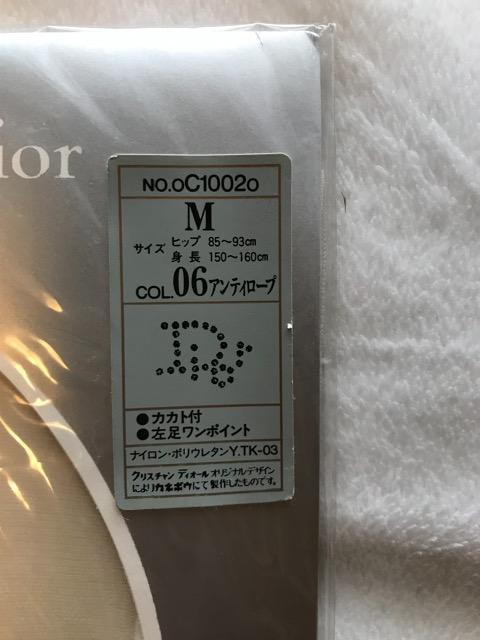 ior
NO.OC10020
M
サイズ ヒップ 85〜93cm
身長 150〜160cm
COL.06アンティローブ
Dior
●カカト付
●左足ワンポイント
ナイロン・ポリウレタンY.TK-03
クリスチャン ディオール オリジナルデザイン
によりカネボウにて製作したものです。